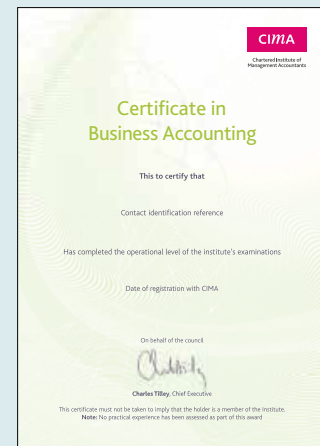 CIMA
Chartered Institute of
Management Accountants
Certificate in
Business Accounting
This to certify that
Contact identification reference
Has completed the operational level of the institute's examinations
Date of registration with CIMA
On behalf of the council
Charles Tilley, Chief Executive
This certificate must not be taken to imply that the holder is a member of the institute.
Note: No practical experience has been assessed as part of this award